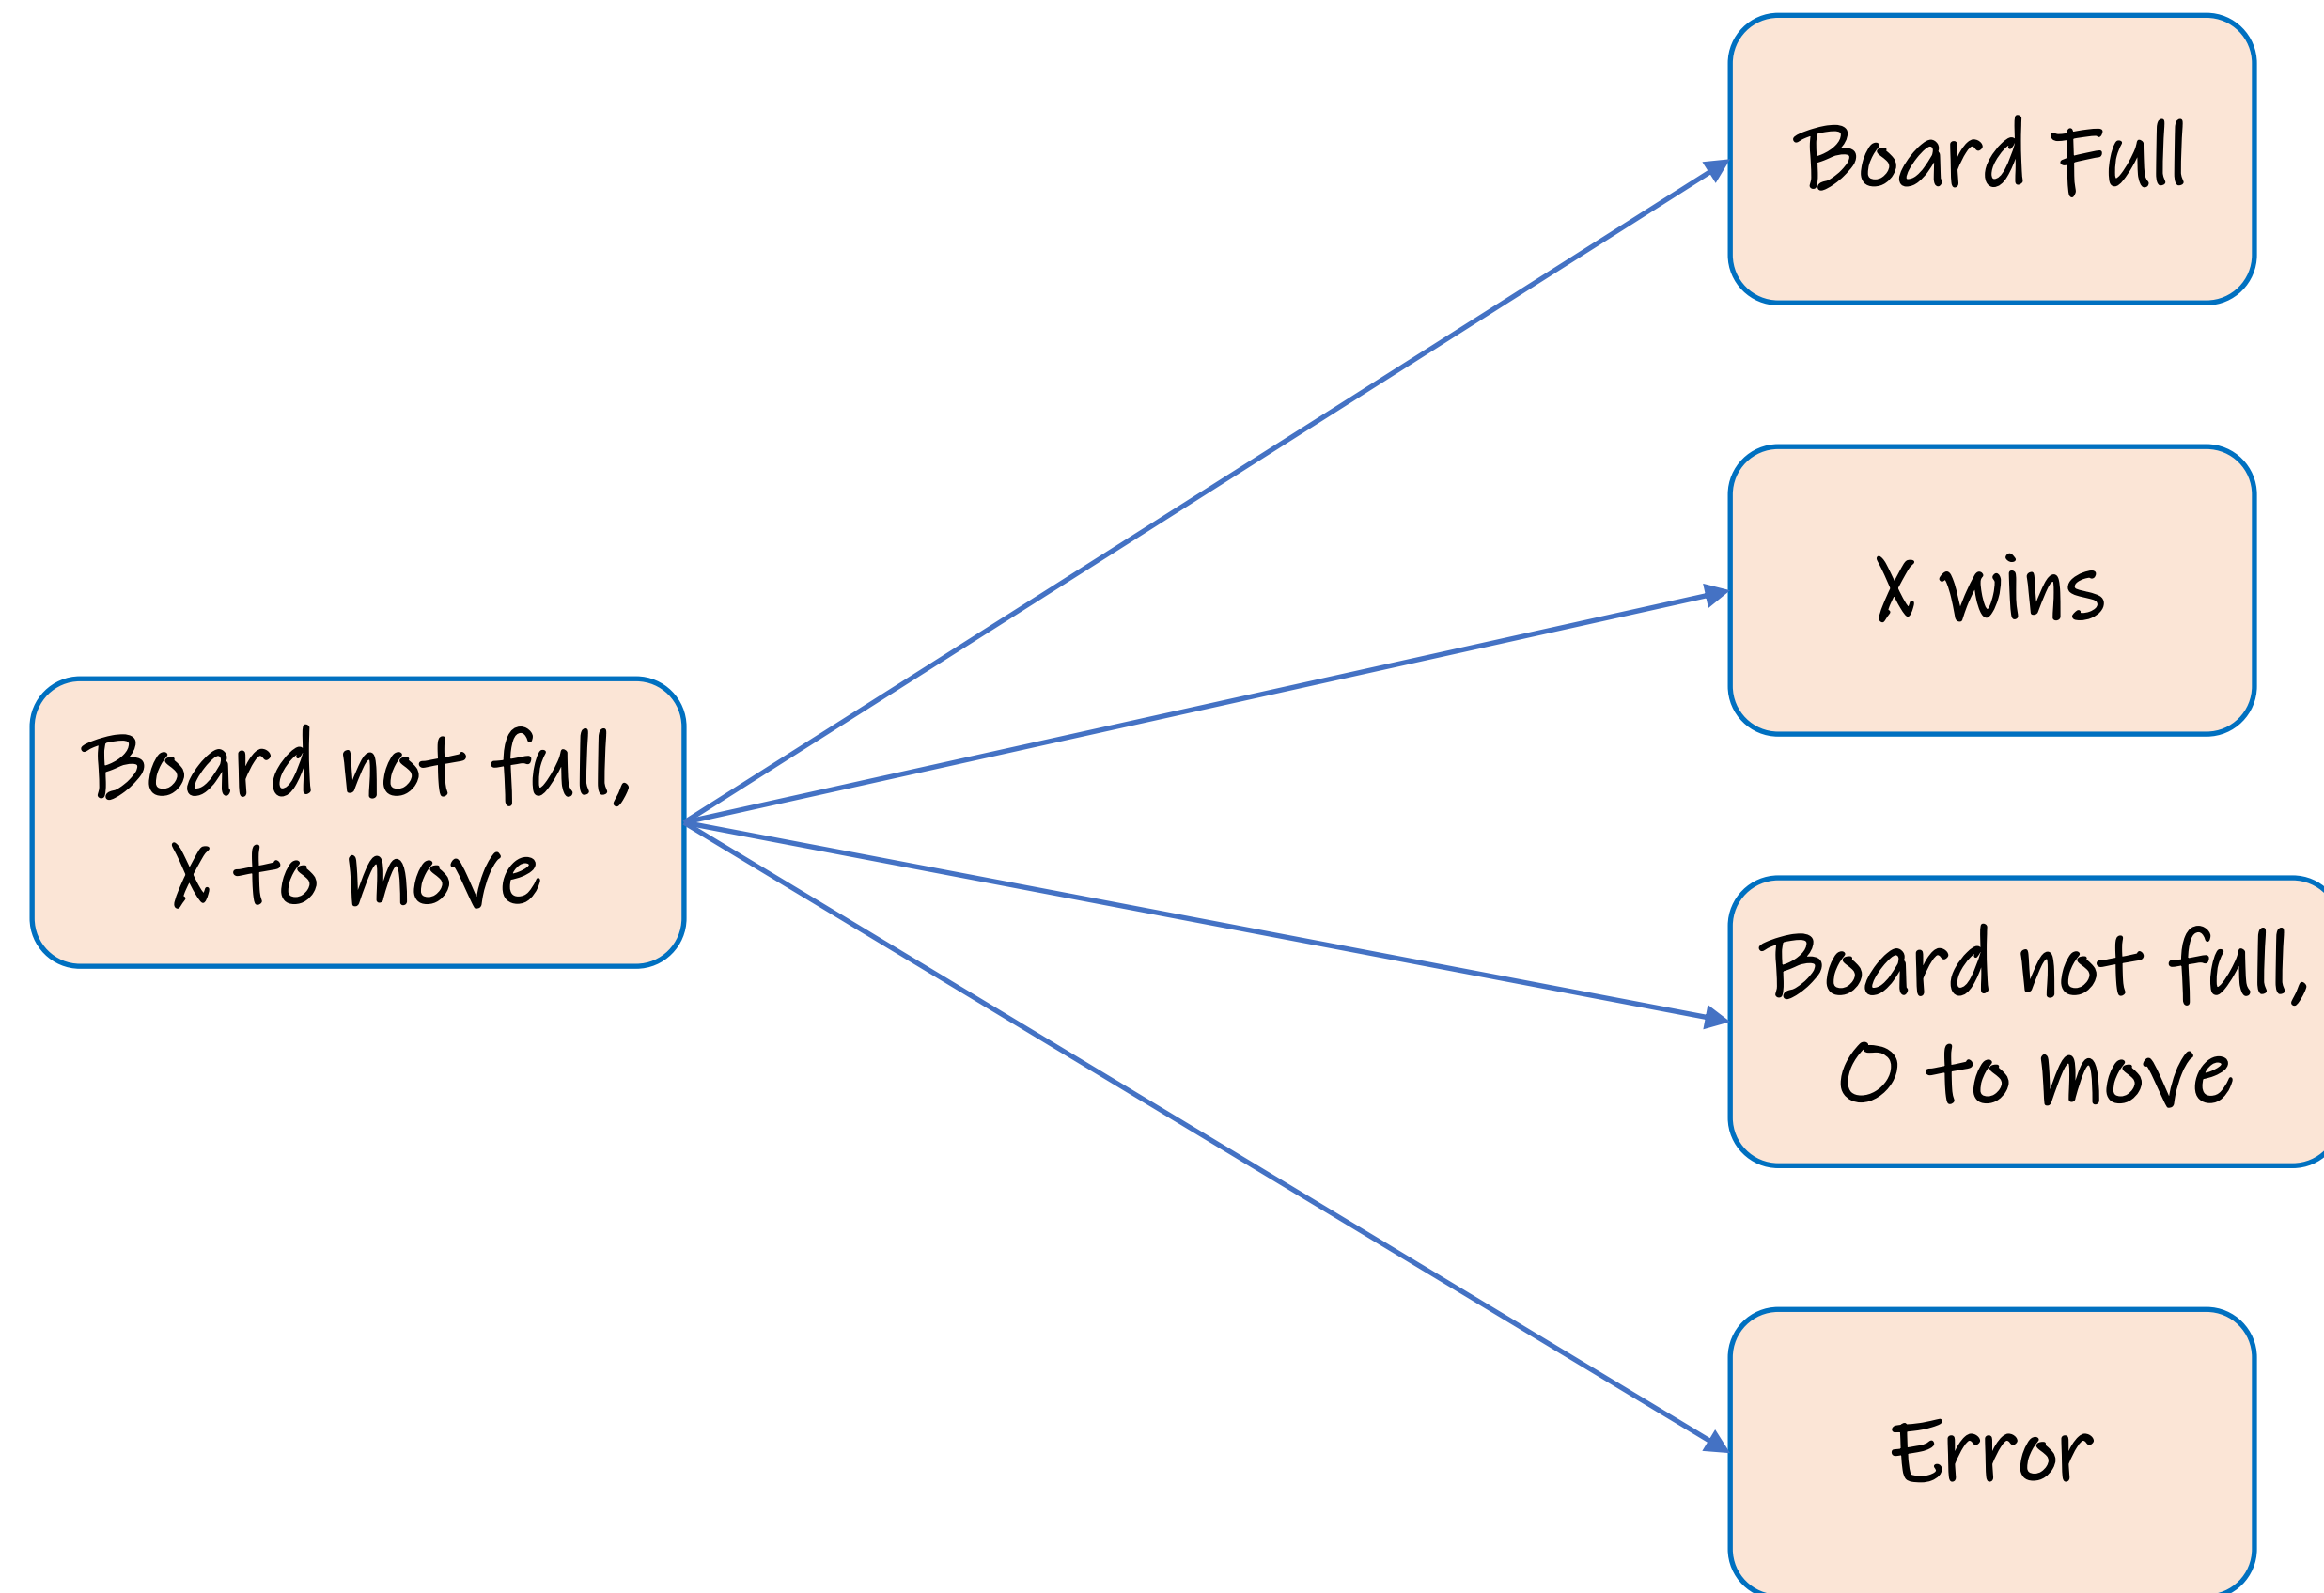 Board Full
X wins
Board not full,
X to move
Board not full,
O to move
Error